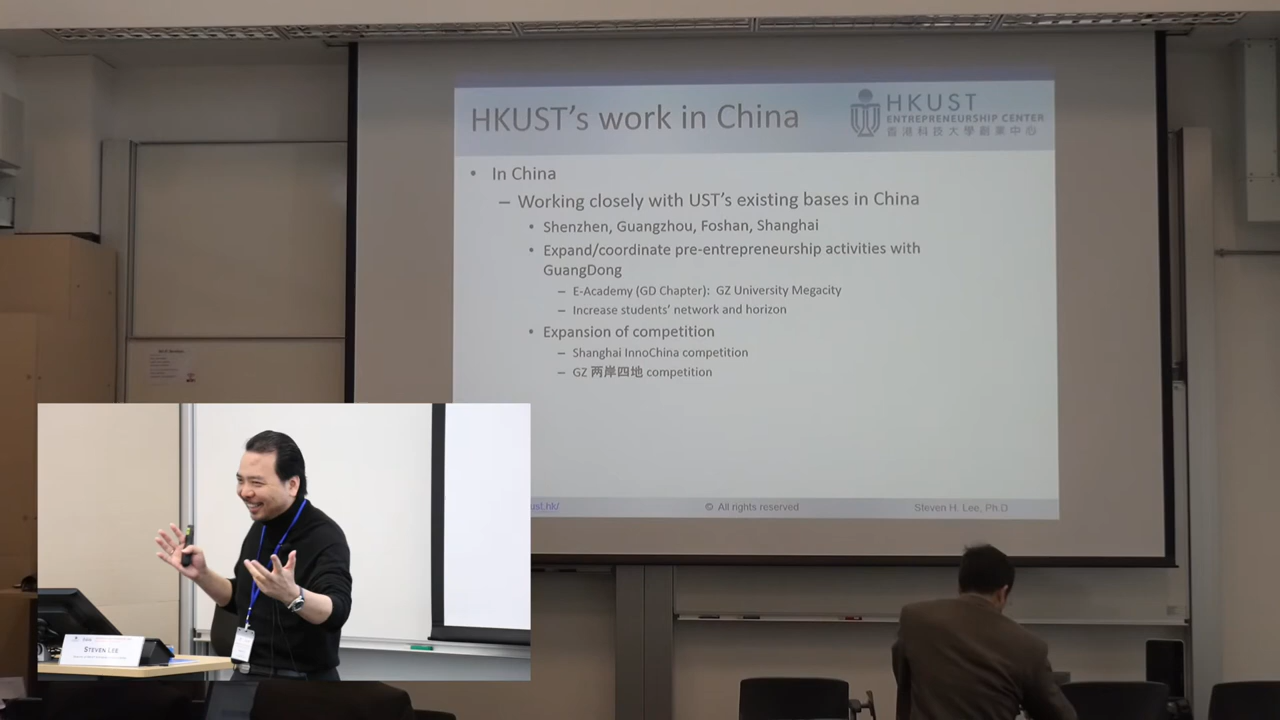 HKUST's work in China
HKUST
ENTREPRENEURSHIP CENTER
香港科技大學創業中心
• In China
– Working closely with UST's existing bases in China
• Shenzhen, Guangzhou, Foshan, Shanghai
• Expand/coordinate pre-entrepreneurship activities with
GuangDong
– E-Academy (GD Chapter): GZ University Megacity
– Increase students' network and horizon
• Expansion of competition
– Shanghai InnoChina competition
– GZ 两岸四地 competition
ust.hk/
© All rights reserved
Steven H. Lee, Ph.D
STEVEN LEE